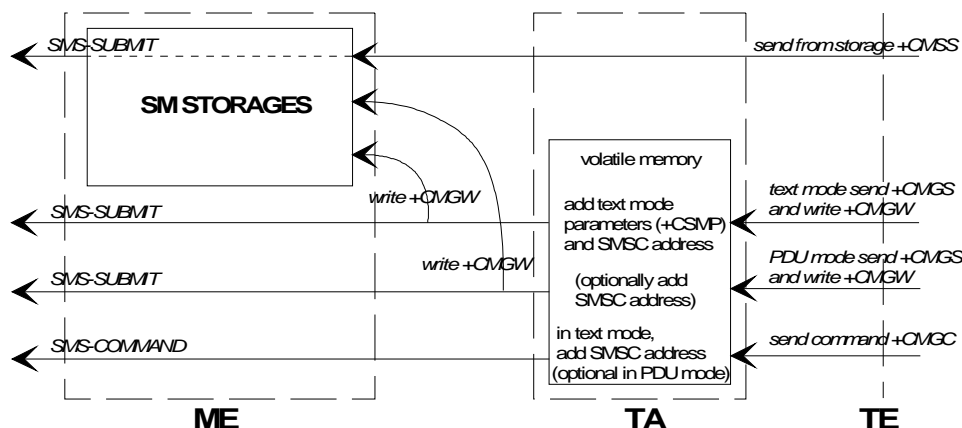 SMS-SUBMIT
send from storage +CMSS
SM STORAGES
volatile memory
write +CMGW
text mode send +CMGS
and write +CMGW
SMS-SUBMIT
add text mode
parameters (+CSMP)
and SMSC address
write +CMGW
PDU mode send +CMGS
and write +CMGW
SMS-SUBMIT
(optionally add
SMSC address)
SMS-COMMAND
in text mode,
add SMSC address
(optional in PDU mode)
send command +CMGC
ME
TA
TE